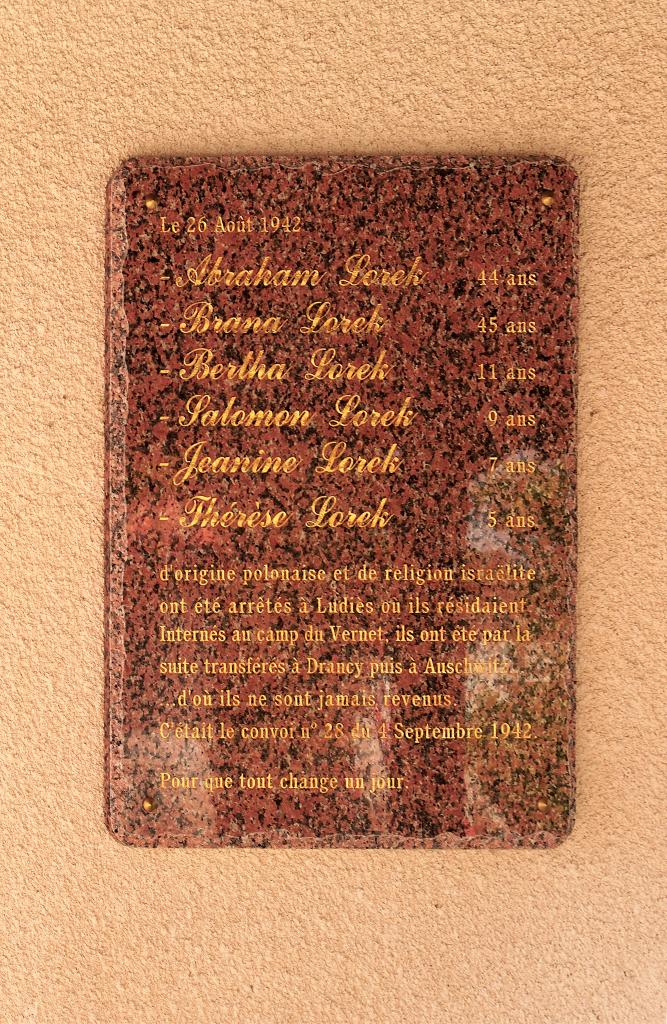 Le 26 Août 1942
- Abraham Lorek 44 ans
- Brana Lorek 45 ans
- Bertha Lorek 11 ans
- Salomon Lorek 9 ans
- Jeanine Lorek 7 ans
- Thérèse Lorek 5 ans
d'origine polonaise et de religion israëlite
ont été arrêtés à Ludiès où ils résidaient.
Internés au camp du Vernet, ils ont été par la
suite transférés à Drancy puis à Auschwitz...
...d'où ils ne sont jamais revenus.
C'était le convoi n° 28 du 4 Septembre 1942.
Pour que tout change un jour.